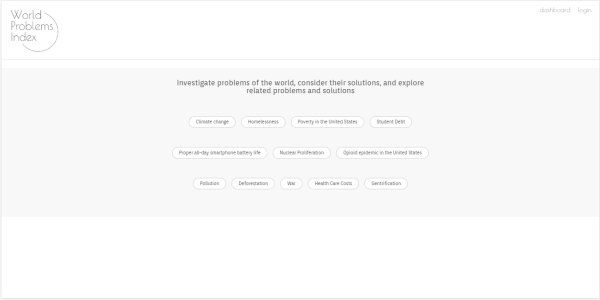 World
Problems
Index
dashboard login
Investigate problems of the world, consider their solutions, and explore
related problems and solutions
Climate change Homelessness Poverty in the United States Student Debt
Proper all-day smartphone battery life Nuclear Proliferation Opioid epidemic in the United States
Pollution Deforestation War Health Care Costs Gentrification